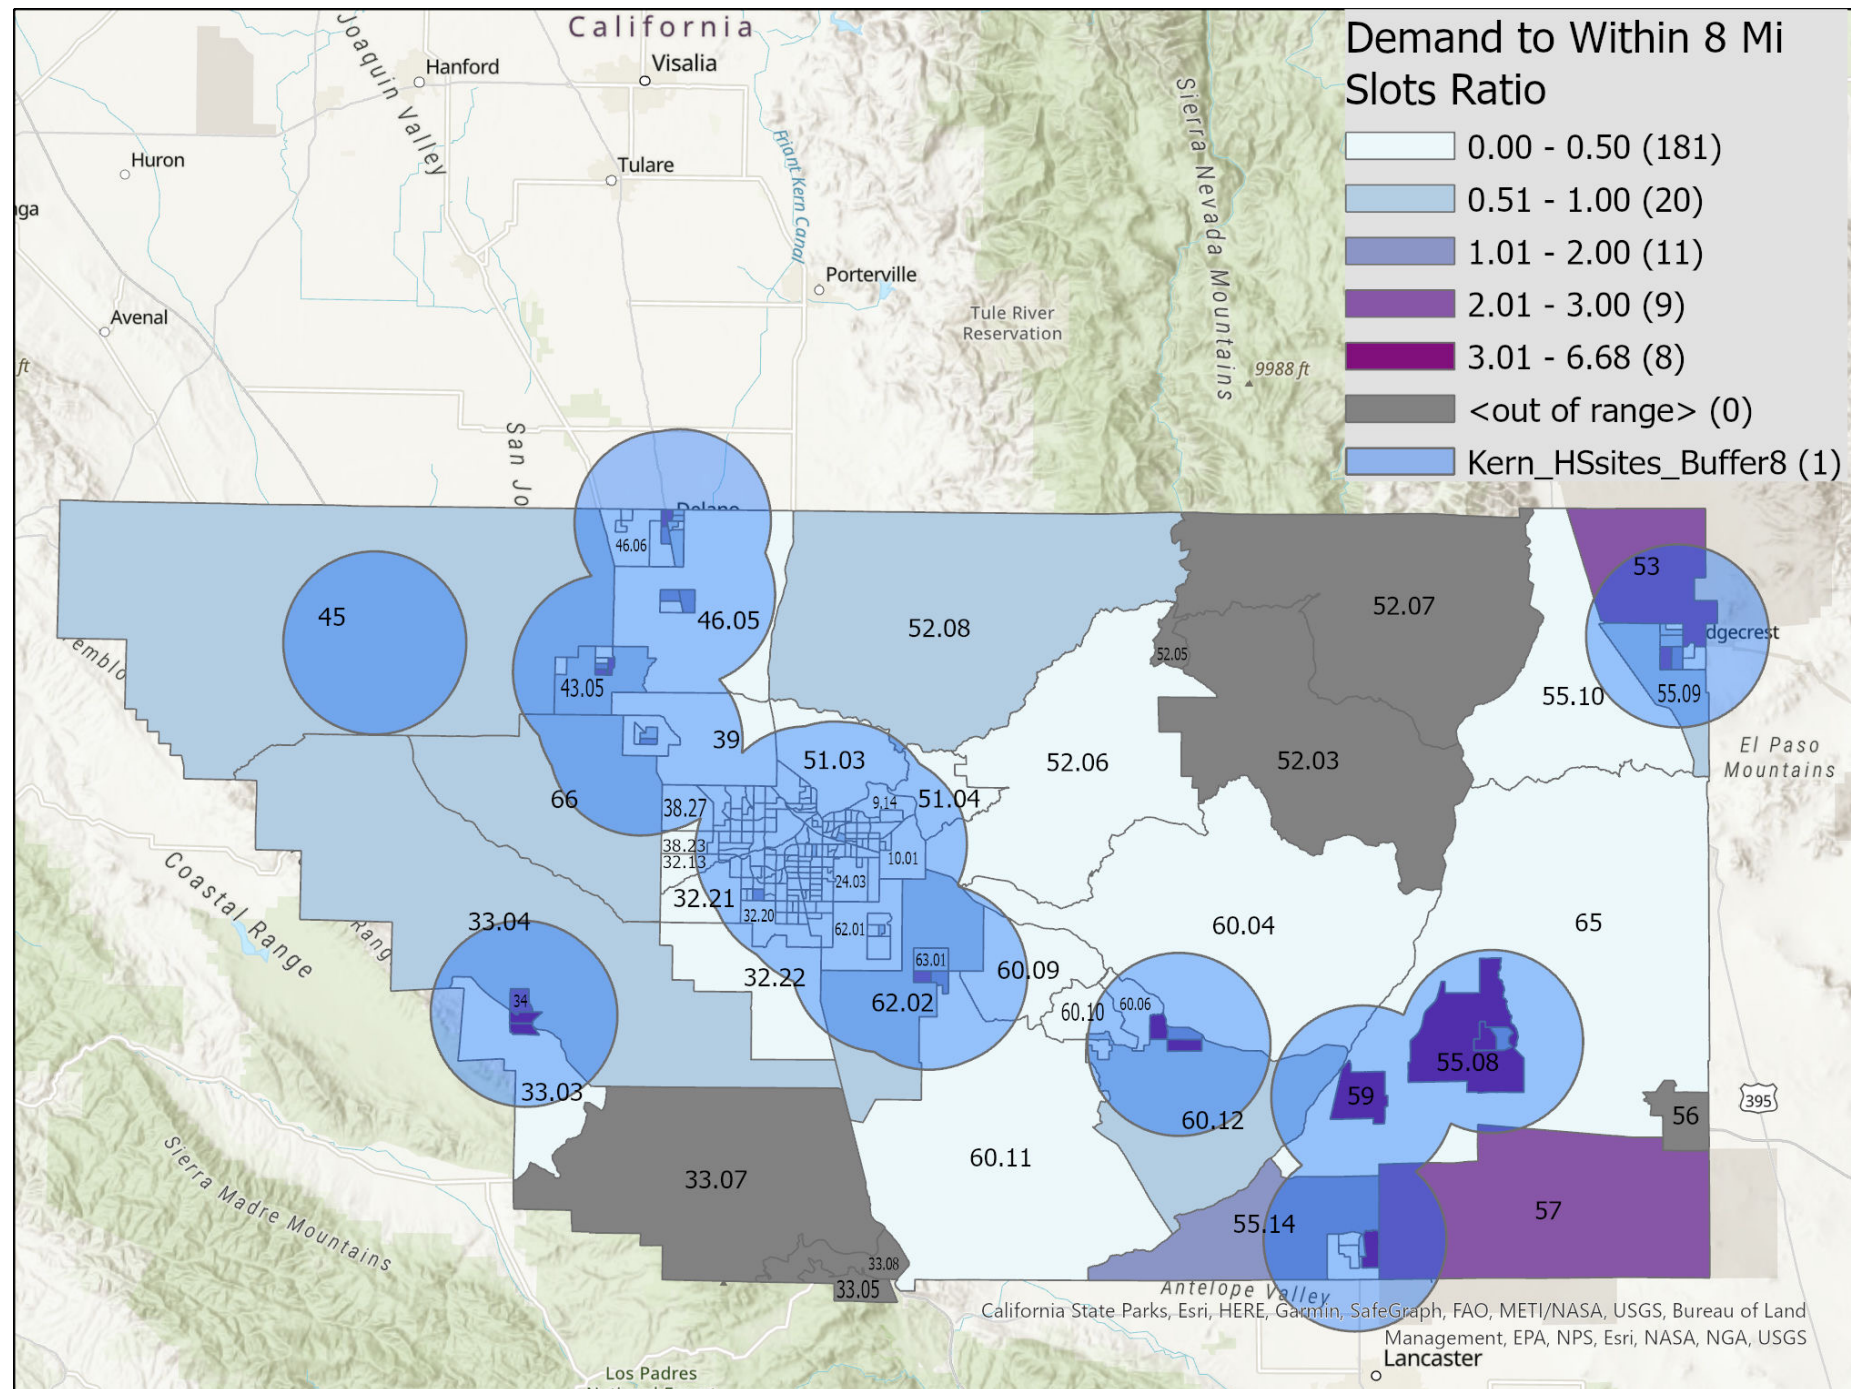 California
Joaquin Valley
Hanford
Visalia
Demand to Within 8 Mi
Slots Ratio
0.00 - 0.50 (181)
0.51 - 1.00 (20)
1.01 - 2.00 (11)
2.01 - 3.00 (9)
3.01 - 6.68 (8)
<out of range> (0)
Kern_HSsites_Buffer8 (1)
Huron
Tulare
Friant Kern Canal
Sierra Nevada Mountains
ga
Porterville
Avenal
Tule River
Reservation
ft
9988 ft
San Jo
Delano
46.06
53
52.07
45
46.05
52.08
dgecrest
emblo
52.05
43.05
55.10
55.09
39
51.03
52.06
52.03
El Paso
Mountains
66
38.27
9.14
51.04
38.23
32.13
10.01
24.03
Coastal Range
32.21
32.20
33.04
Rang
62.01
60.04
65
63.01
60.09
32.22
34
62.02
60.10
60.06
55.08
33.03
59
60.12
56
395
60.11
33.07
Sierra Madre Mountains
55.14
57
33.08
33.05
Antelope Valley
California State Parks, Esri, HERE, Garmin, SafeGraph, FAO, METI/NASA, USGS, Bureau of Land
Management, EPA, NPS, Esri, NASA, NGA, USGS
Lancaster
Los Padres